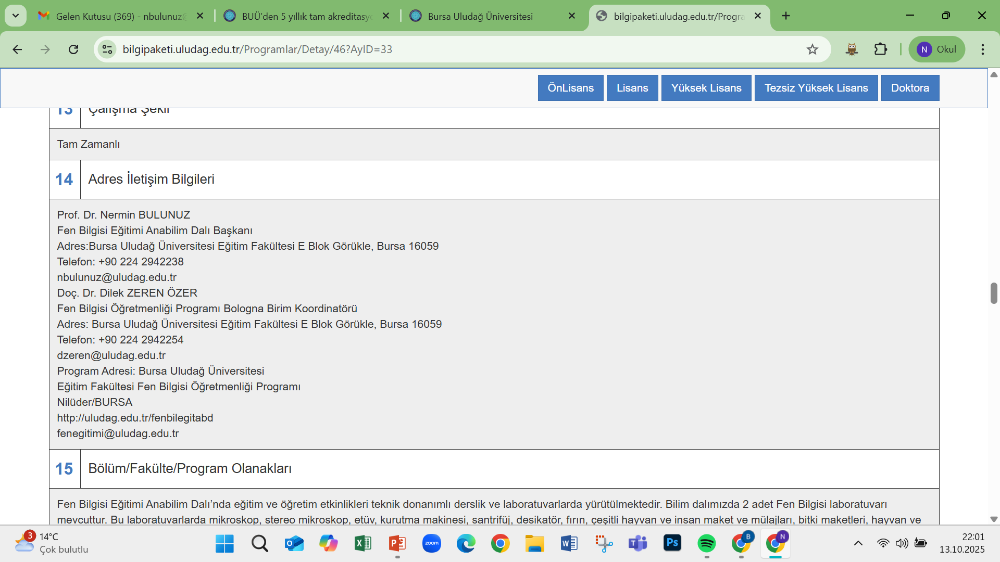 Gelen Kutusu (369) - nbulunuz@
BUÜ'den 5 yıllık tam akreditasyo
Bursa Uludağ Üniversitesi
bilgipaketi.uludag.edu.tr/Progra
bilgipaketi.uludag.edu.tr/Programlar/Detay/46?AyID=33
N Okul
ÖnLisans
Lisans
Yüksek Lisans
Tezsiz Yüksek Lisans
Doktora
13 Çalışma Şekli
Tam Zamanlı
14 Adres İletişim Bilgileri
Prof. Dr. Nermin BULUNUZ
Fen Bilgisi Eğitimi Anabilim Dalı Başkanı
Adres:Bursa Uludağ Üniversitesi Eğitim Fakültesi E Blok Görükle, Bursa 16059
Telefon: +90 224 2942238
nbulunuz@uludag.edu.tr
Doç. Dr. Dilek ZEREN ÖZER
Fen Bilgisi Öğretmenliği Programı Bologna Birim Koordinatörü
Adres: Bursa Uludağ Üniversitesi Eğitim Fakültesi E Blok Görükle, Bursa 16059
Telefon: +90 224 2942254
dzeren@uludag.edu.tr
Program Adresi: Bursa Uludağ Üniversitesi
Eğitim Fakültesi Fen Bilgisi Öğretmenliği Programı
Nilüder/BURSA
http://uludag.edu.tr/fenbilegitabd
fenegitimi@uludag.edu.tr
15 Bölüm/Fakülte/Program Olanakları
Fen Bilgisi Eğitimi Anabilim Dalı'nda eğitim ve öğretim etkinlikleri teknik donanımlı derslik ve laboratuvarlarda yürütülmektedir. Bilim dalımızda 2 adet Fen Bilgisi laboratuvarı
mevcuttur. Bu laboratuvarlarda mikroskop, stereo mikroskop, etüv, kurutma makinesi, santrifüj, desikatör, fırın, çeşitli hayvan ve insan maket ve mülajları, bitki maketleri, hayvan ve
3
14°C
Çok bulutlu
zoom
Ps
B
N
22:01
13.10.2025